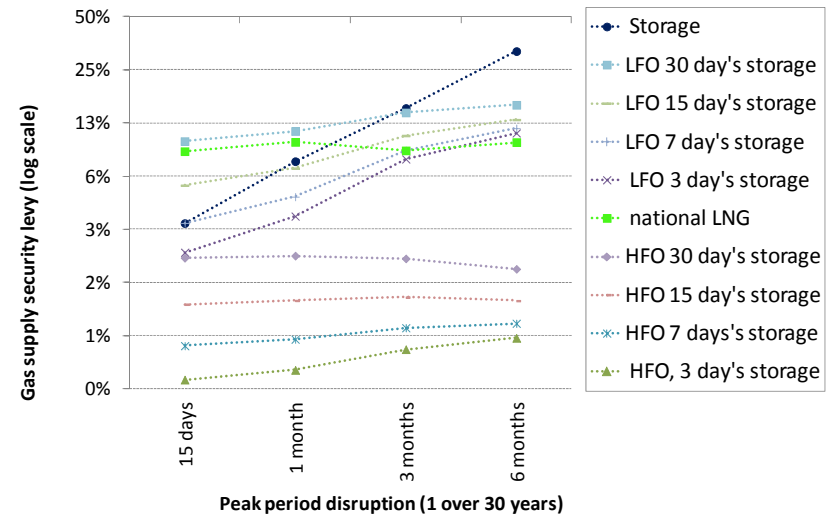 50%
25%
13%
6%
3%
2%
1%
0%
Gas supply security levy (log scale)
15 days
1 month
3 months
6 months
Peak period disruption (1 over 30 years)
Storage
LFO 30 day's storage
LFO 15 day's storage
LFO 7 day's storage
LFO 3 day's storage
national LNG
HFO 30 day's storage
HFO 15 day's storage
HFO 7 days's storage
HFO, 3 day's storage